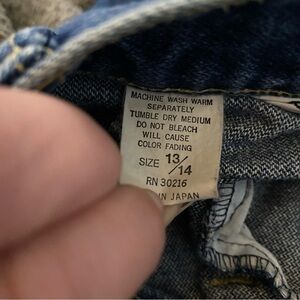 MACHINE WASH WARM
SEPARATELY
TUMBLE DRY MEDIUM
DO NOT BLEACH
WILL CAUSE
COLOR FADING
SIZE 13/14
RN 30216
IN JAPAN